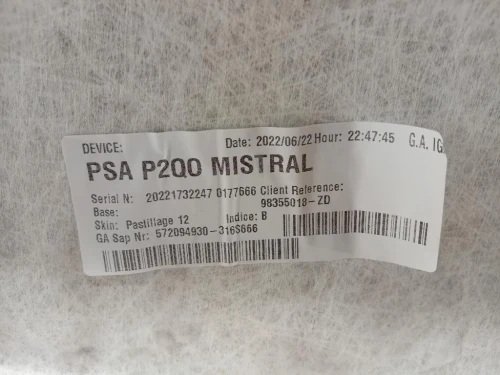 DEVICE: Date: 2022/06/22 Hour: 22:47:45 G.A. IG
PSA P2QO MISTRAL
Serial N: 20221732247 0177666 Client Reference:
Base: 98355018-ZD
Skin: Pastillage 12 Indice: B
GA Sap Nr: 572094930-316S666